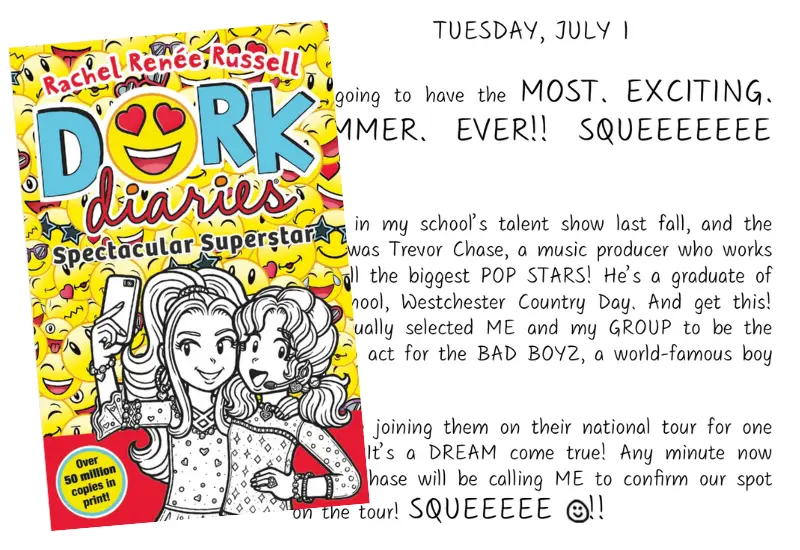 Rachel Renée Russell
DORK
diaries
Spectacular Superstar
Over
50 million
copies in
print!
TUESDAY, JULY 1
going to have the MOST. EXCITING.
MMER. EVER!! SQUEEEEEEE
in my school's talent show last fall, and the
was Trevor Chase, a music producer who works
ll the biggest POP STARS! He's a graduate of
hool, Westchester Country Day. And get this!
ually selected ME and my GROUP to be the
act for the BAD BOYZ, a world-famous boy
joining them on their national tour for one
It's a DREAM come true! Any minute now
hase will be calling ME to confirm our spot
on the tour! SQUEEEEE ☺!!